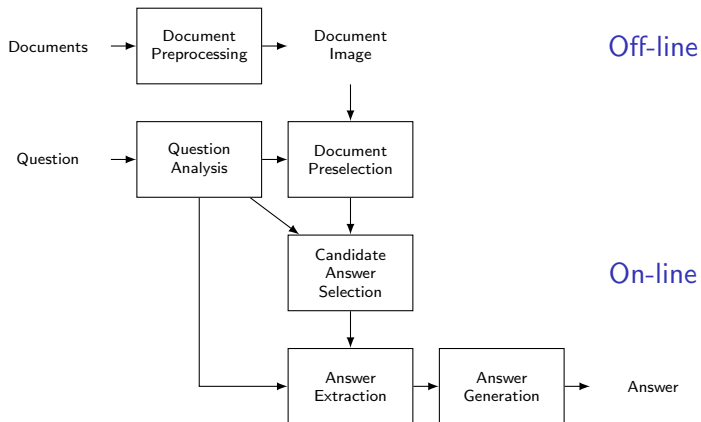 Documents
Document
Preprocessing
Document
Image
Off-line
Question
Question
Analysis
Document
Preselection
Candidate
Answer
Selection
On-line
Answer
Extraction
Answer
Generation
Answer